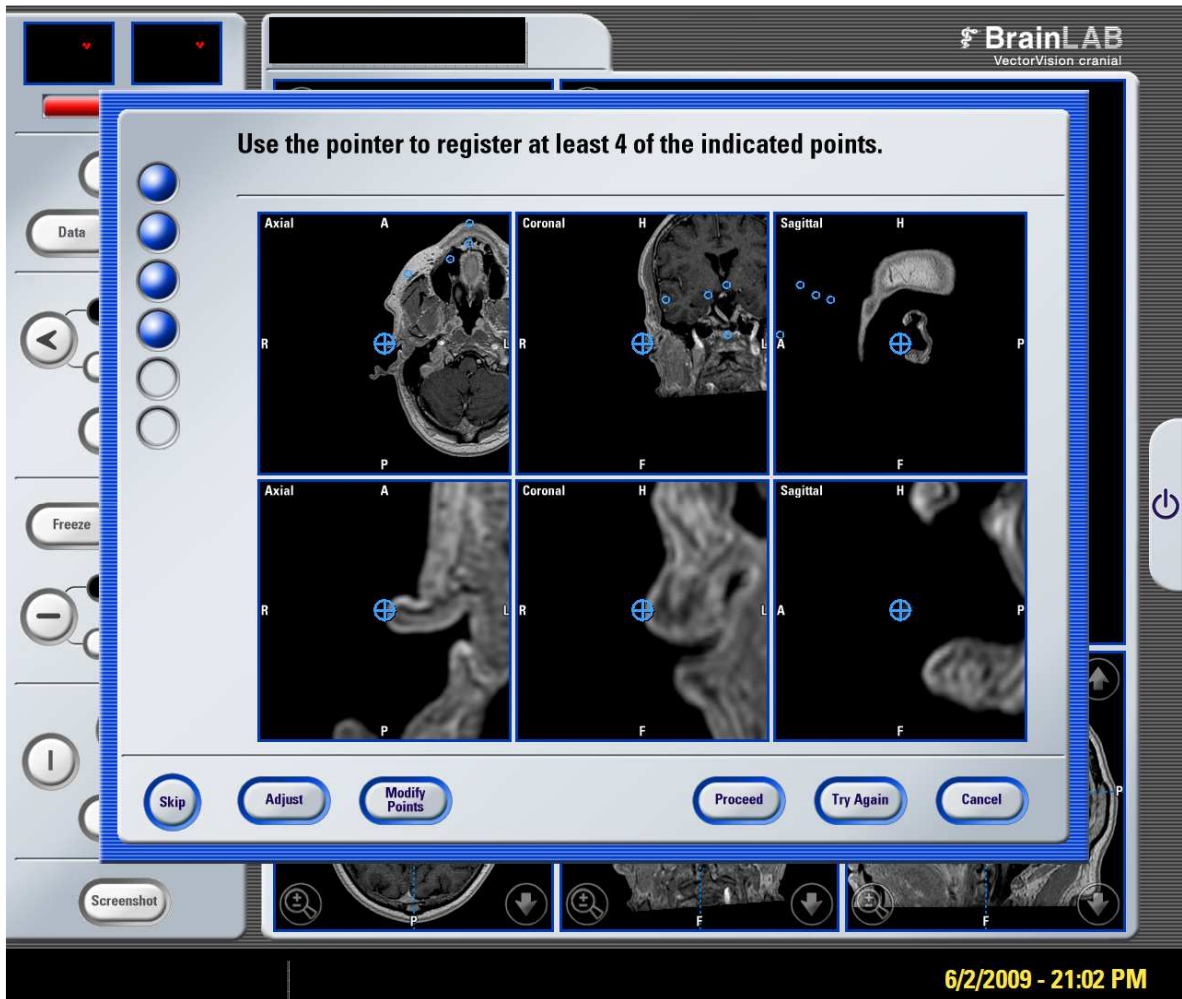 BrainLAB
VectorVision cranial
Use the pointer to register at least 4 of the indicated points.
Data
Freeze
Screenshot
Axial A R L P
Coronal H R L F
Sagittal H A P F
Axial A R L P
Coronal H R L F
Sagittal H A P F
Skip
Adjust
Modify
Points
Proceed
Try Again
Cancel
P
P
F
F
6/2/2009 - 21:02 PM